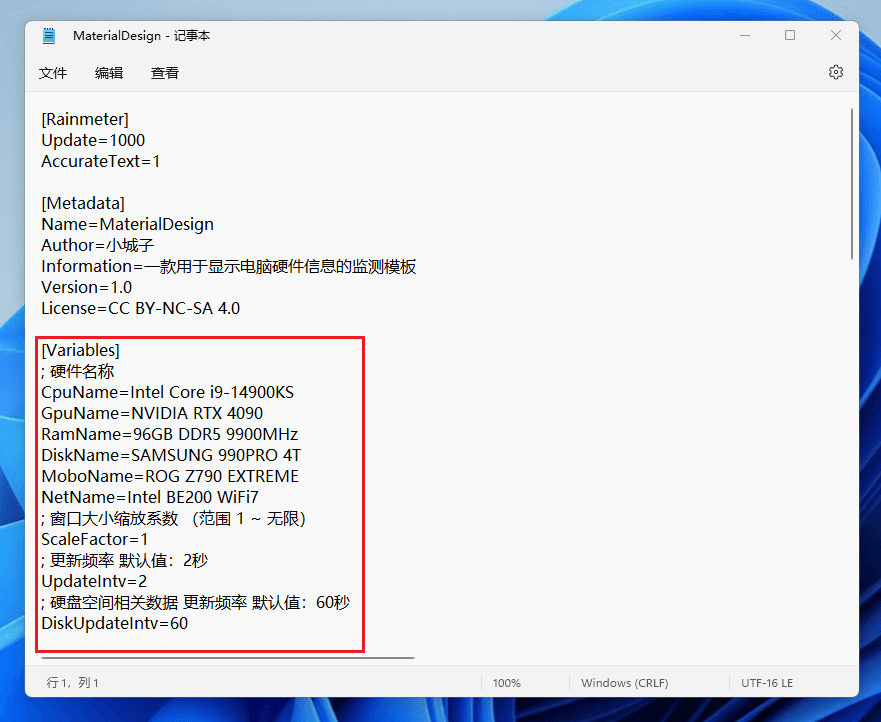 MaterialDesign - 记事本
文件 编辑 查看
[Rainmeter]
Update=1000
AccurateText=1
[Metadata]
Name=MaterialDesign
Author=小城子
Information=一款用于显示电脑硬件信息的监测模板
Version=1.0
License=CC BY-NC-SA 4.0
[Variables]
; 硬件名称
CpuName=Intel Core i9-14900KS
GpuName=NVIDIA RTX 4090
RamName=96GB DDR5 9900MHz
DiskName=SAMSUNG 990PRO 4T
MoboName=ROG Z790 EXTREME
NetName=Intel BE200 WiFi7
; 窗口大小缩放系数 （范围 1 ~ 无限）
ScaleFactor=1
; 更新频率 默认值：2秒
UpdateIntv=2
; 硬盘空间相关数据 更新频率 默认值：60秒
DiskUpdateIntv=60
行 1，列 1 100% Windows (CRLF) UTF-16 LE